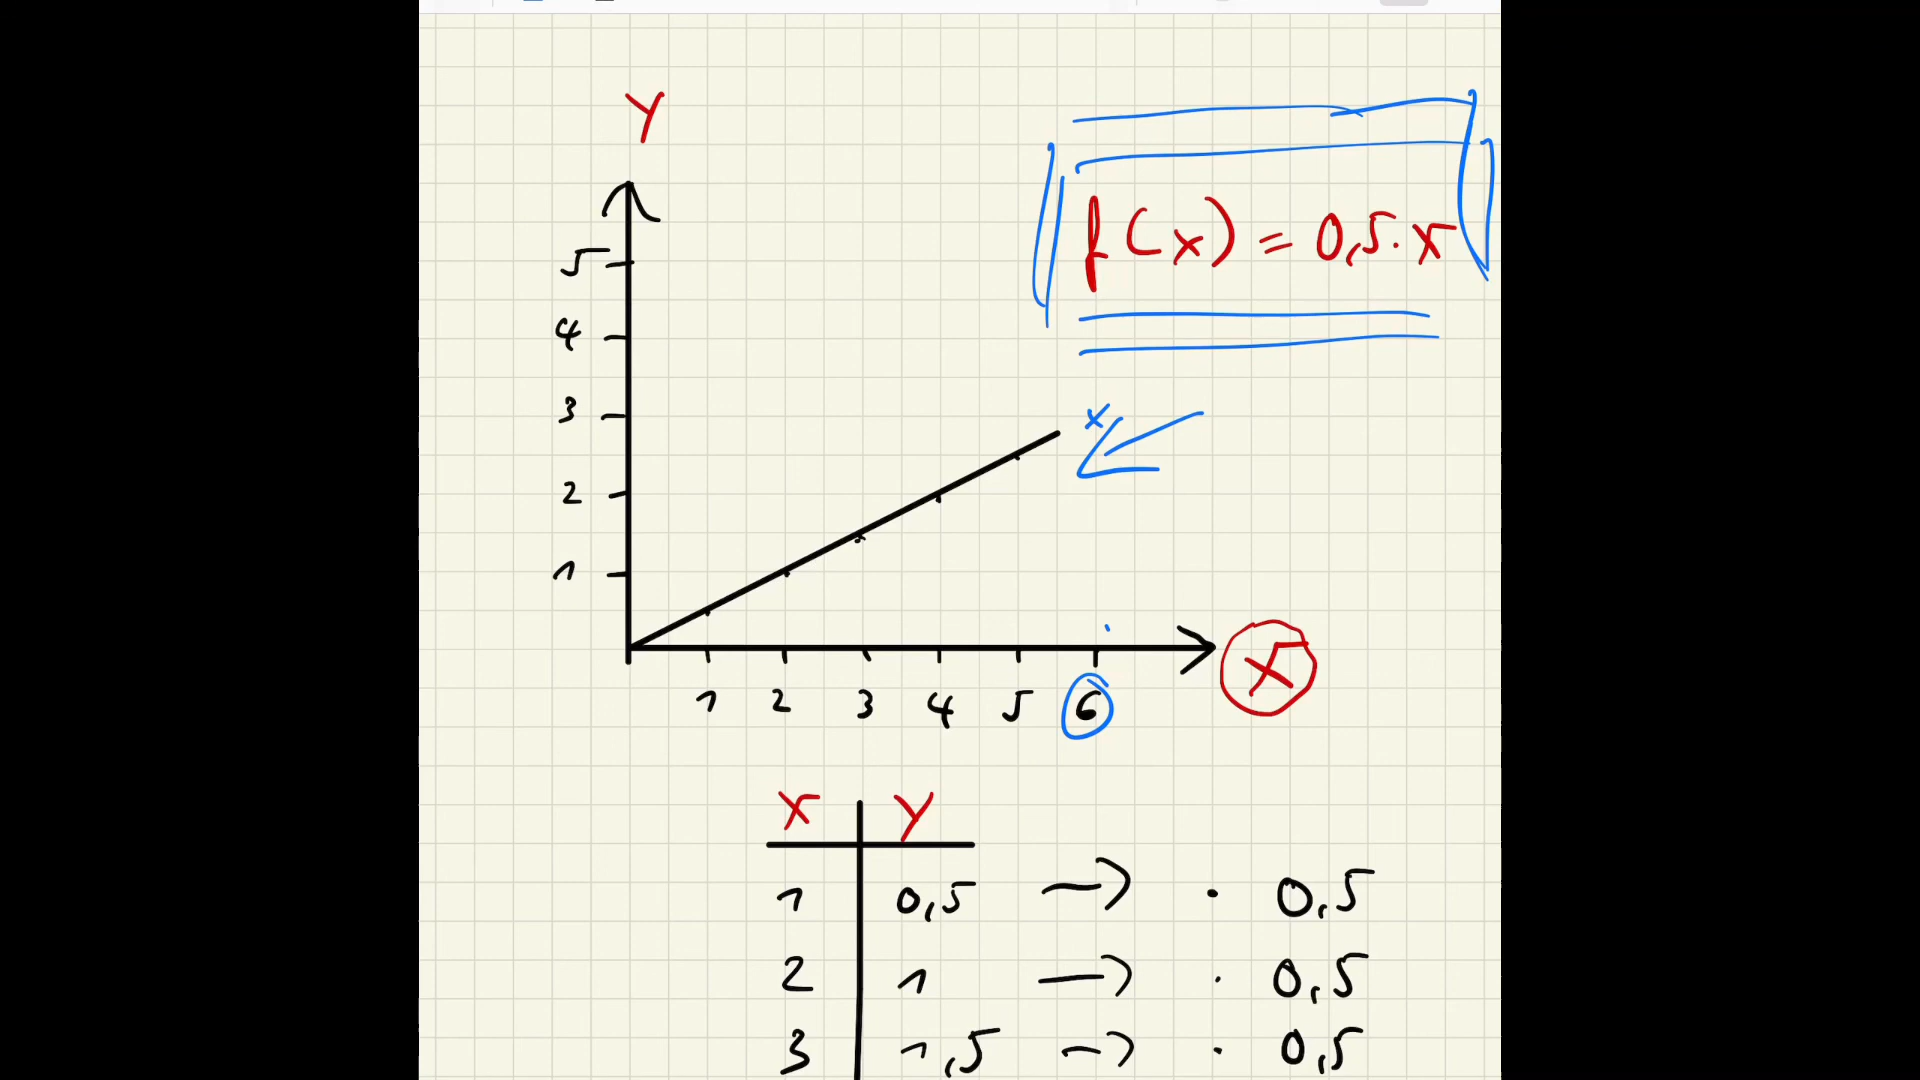 Y
f(x) = 0,5·x
5
4
3
x
2
1
x
1 2 3 4 5 6
x y
1 0,5 → · 0,5
2 1 → · 0,5
3 1,5 → · 0,5